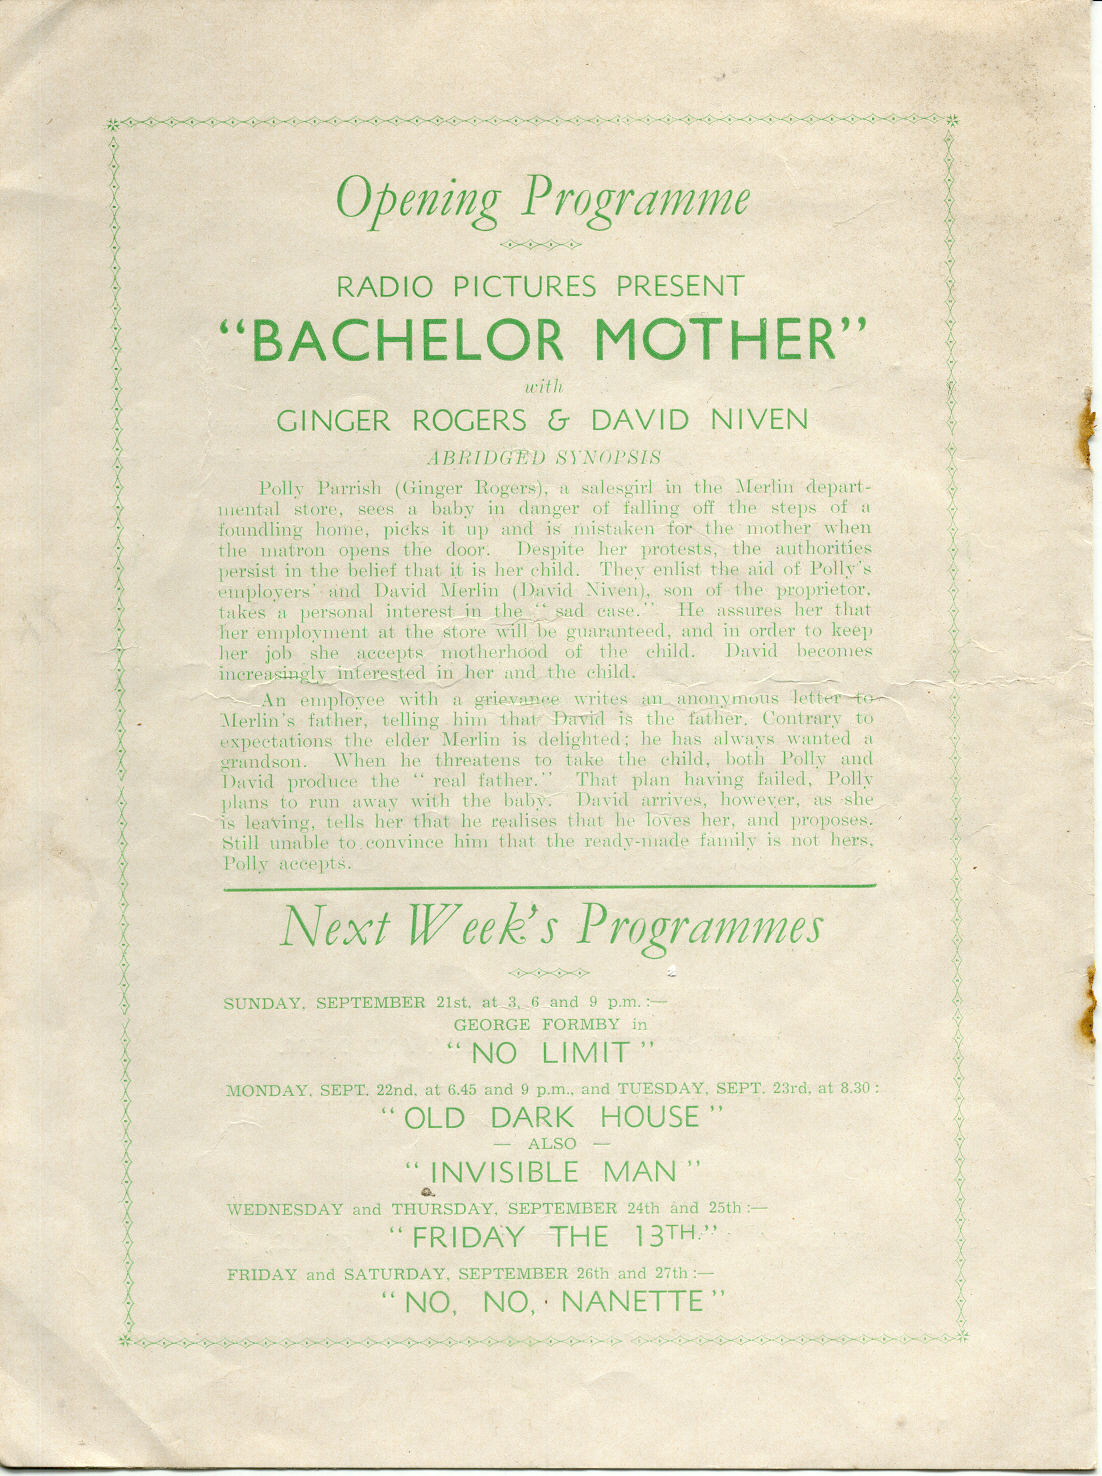 Opening Programme
RADIO PICTURES PRESENT
“BACHELOR MOTHER”
with
GINGER ROGERS & DAVID NIVEN
ABRIDGED SYNOPSIS
Polly Parrish (Ginger Rogers), a salesgirl in the Merlin depart-
mental store, sees a baby in danger of falling off the steps of a
foundling home, picks it up and is mistaken for the mother when
the matron opens the door. Despite her protests, the authorities
persist in the belief that it is her child. They enlist the aid of Polly's
employers' and David Merlin (David Niven), son of the proprietor,
takes a personal interest in the “ sad case.” He assures her that
her employment at the store will be guaranteed, and in order to keep
her job she accepts motherhood of the child. David becomes
increasingly interested in her and the child.
An employee with a grievance writes an anonymous letter to
Merlin's father, telling him that David is the father. Contrary to
expectations the elder Merlin is delighted; he has always wanted a
grandson. When he threatens to take the child, both Polly and
David produce the “ real father.” That plan having failed, Polly
plans to run away with the baby. David arrives, however, as she
is leaving, tells her that he realises that he loves her, and proposes.
Still unable to convince him that the ready-made family is not hers,
Polly accepts.
Next Week's Programmes
SUNDAY, SEPTEMBER 21st, at 3, 6 and 9 p.m. :—
GEORGE FORMBY in
“ NO LIMIT ”
MONDAY, SEPT. 22nd, at 6.45 and 9 p.m., and TUESDAY, SEPT. 23rd, at 8.30 :
“ OLD DARK HOUSE ”
— ALSO —
“ INVISIBLE MAN ”
WEDNESDAY and THURSDAY, SEPTEMBER 24th and 25th :—
“ FRIDAY THE 13TH.”
FRIDAY and SATURDAY, SEPTEMBER 26th and 27th :—
“ NO, NO, NANETTE ”